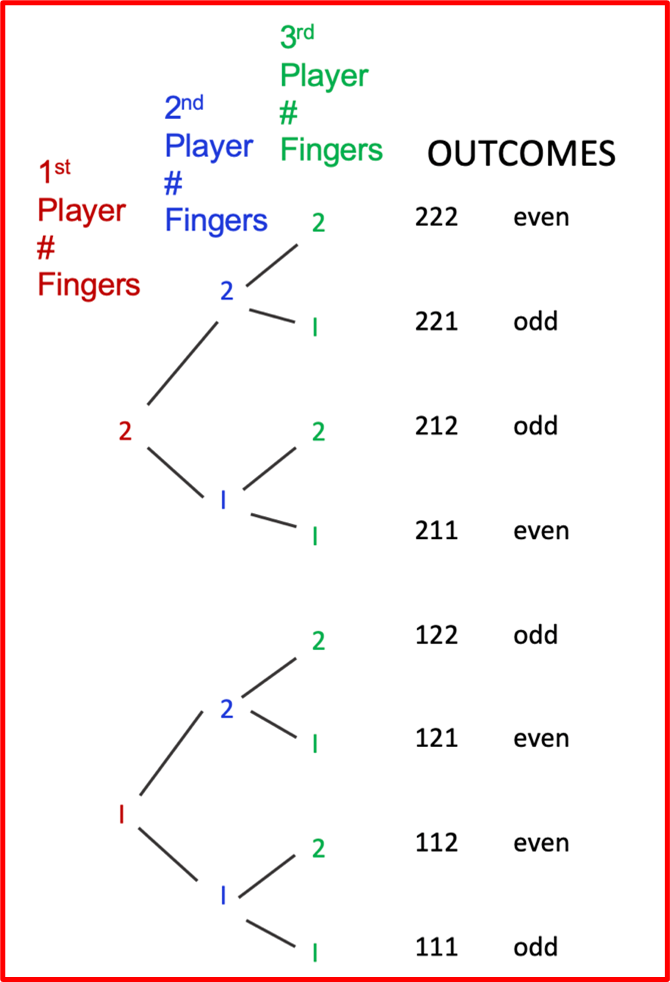 3rd
Player
#
Fingers
2nd
Player
#
Fingers
1st
Player
#
Fingers
OUTCOMES
2 222 even
2
1 221 odd
2 2 212 odd
1
1 211 even
2 122 odd
2
1 121 even
1
2 112 even
1
1 111 odd